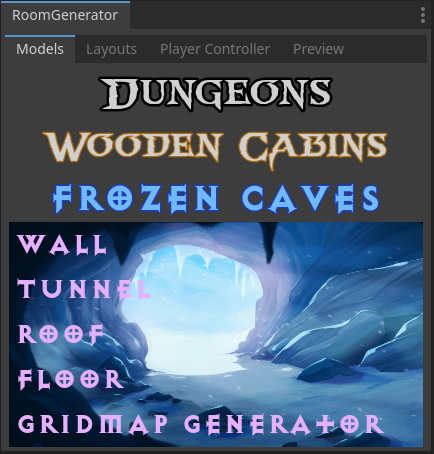 RoomGenerator
Models Layouts Player Controller Preview
Dungeons
Wooden Cabins
FROZEN CAVES
WALL
TUNNEL
ROOF
FLOOR
GRIDMAP GENERATOR